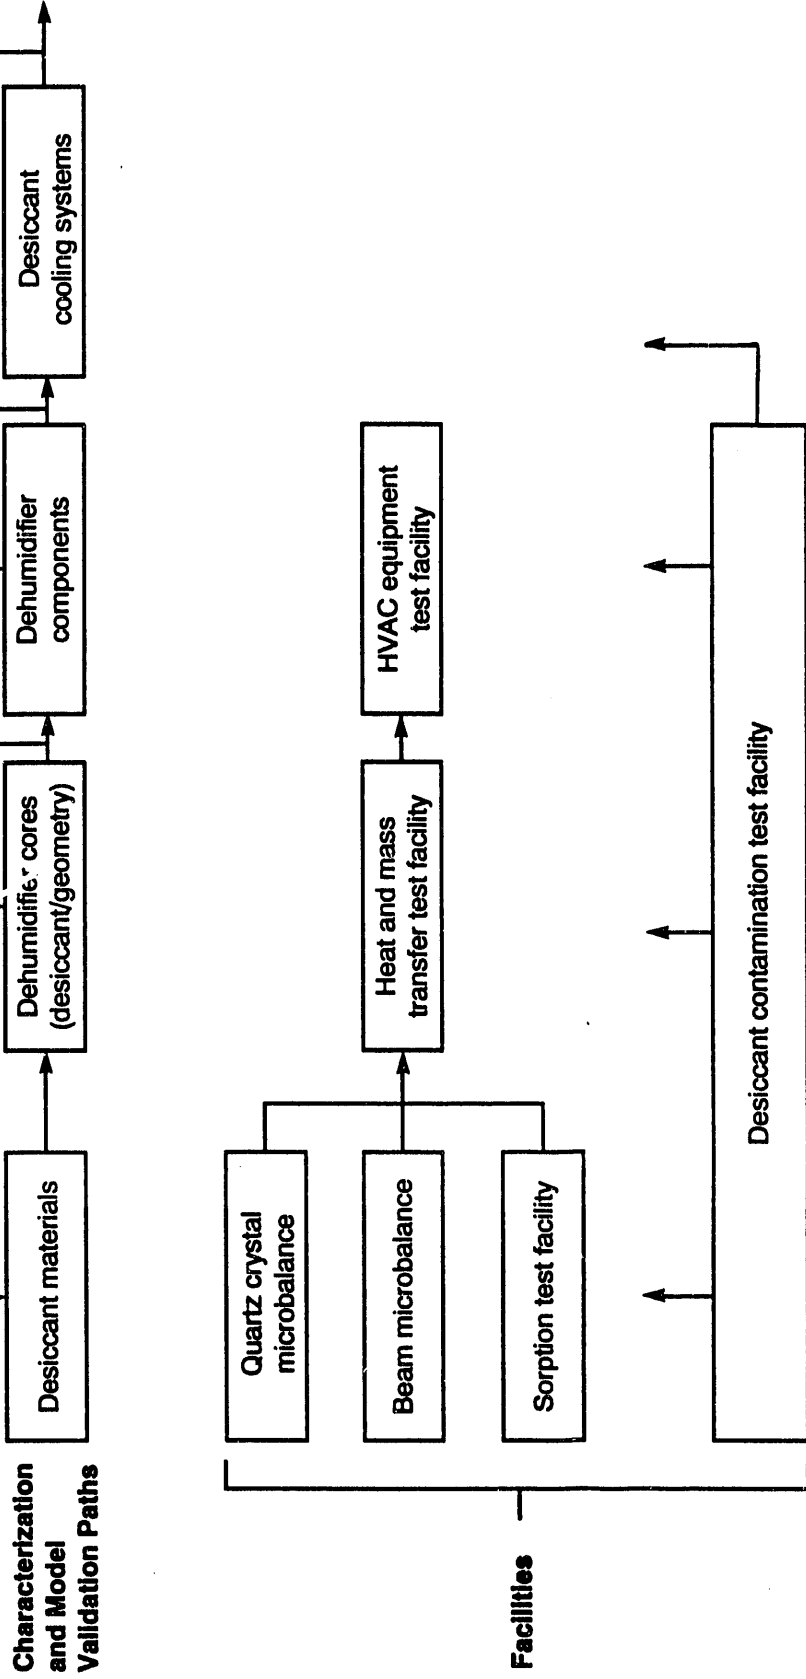 Characterization
and Model
Validation Paths
Desiccant materials
Dehumidifier cores
(desiccant/geometry)
Dehumidifier
components
Desiccant
cooling systems
Facilities
Quartz crystal
microbalance
Beam microbalance
Sorption test facility
Heat and mass
transfer test facility
HVAC equipment
test facility
Desiccant contamination test facility